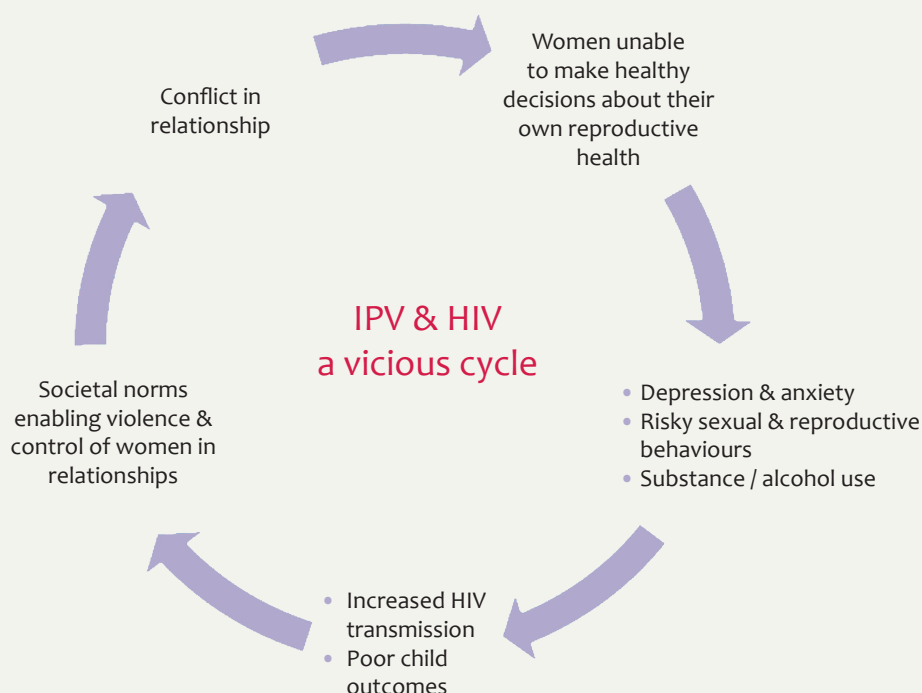 Women unable
to make healthy
decisions about their
own reproductive
health
Conflict in
relationship
IPV & HIV
a vicious cycle
Societal norms
enabling violence &
control of women in
relationships
• Depression & anxiety
• Risky sexual & reproductive
behaviours
• Substance / alcohol use
• Increased HIV
transmission
• Poor child
outcomes